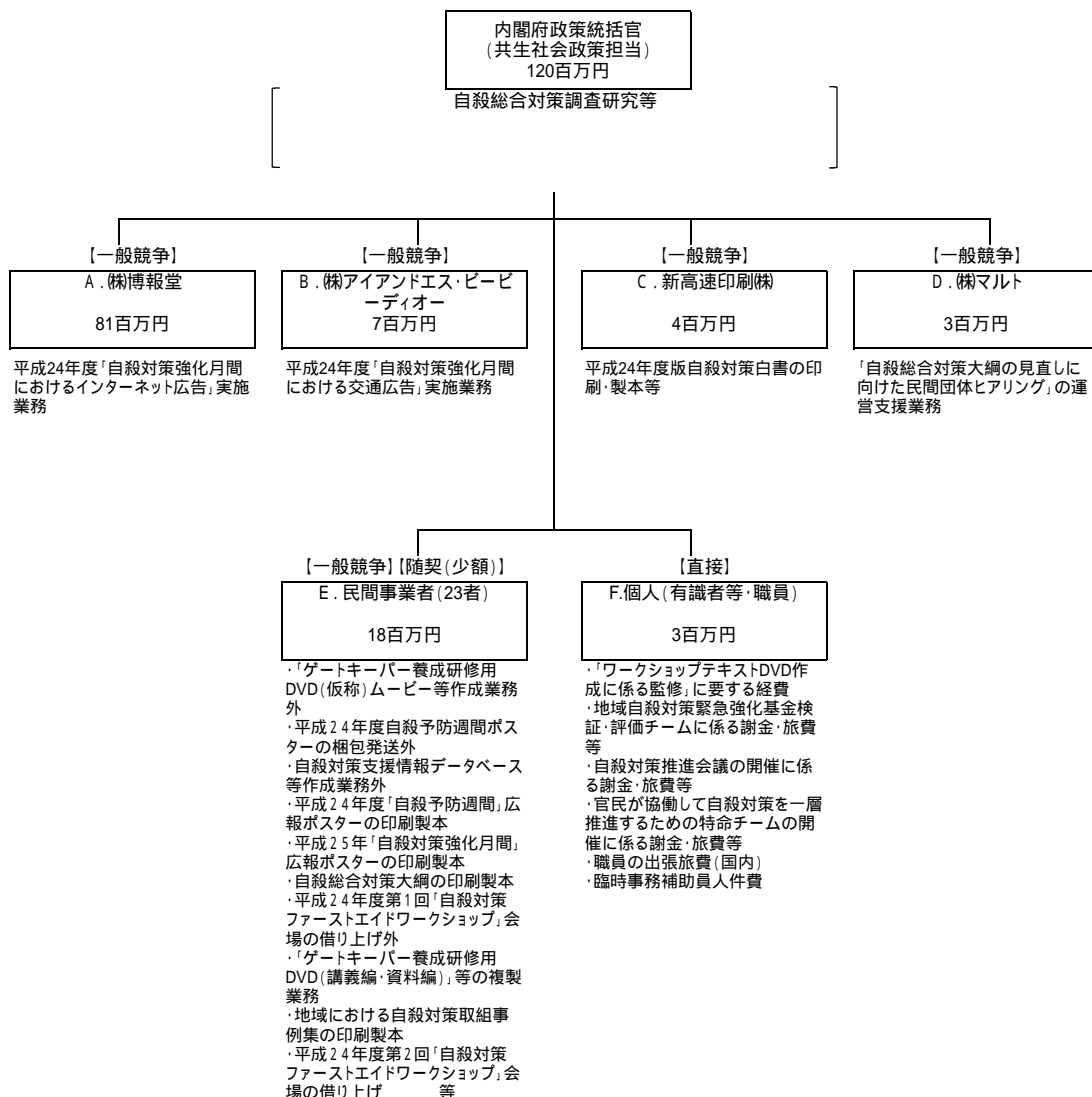 内閣府政策統括官
(共生社会政策担当)
120百万円
自殺総合対策調査研究等
【一般競争】
A.㈱博報堂
81百万円
平成24年度「自殺対策強化月間
におけるインターネット広告」実施
業務
【一般競争】
B.㈱アイアンドエス・ビービ
ーディオー
7百万円
平成24年度「自殺対策強化月間
における交通広告」実施業務
【一般競争】
C.新高速印刷㈱
4百万円
平成24年度版自殺対策白書の印
刷・製本等
【一般競争】
D.㈱マルト
3百万円
「自殺総合対策大綱の見直しに
向けた民間団体ヒアリング」の運
営支援業務
【一般競争】【随契(少額)】
E.民間事業者(23者)
18百万円
・「ゲートキーパー養成研修用
DVD(仮称)ムービー等作成業務
外
・平成24年度自殺予防週間ポス
ターの梱包発送外
・自殺対策支援情報データベース
等作成業務外
・平成24年度「自殺予防週間」広
報ポスターの印刷製本
・平成25年「自殺対策強化月間」
広報ポスターの印刷製本
・自殺総合対策大綱の印刷製本
・平成24年度第1回「自殺対策
ファーストエイドワークショップ」会
場の借り上げ外
・「ゲートキーパー養成研修用
DVD(講義編・資料編)」等の複製
業務
・地域における自殺対策取組事
例集の印刷製本
・平成24年度第2回「自殺対策
ファーストエイドワークショップ」会
場の借り上げ 等
【直接】
F.個人(有識者等・職員)
3百万円
・「ワークショップテキストDVD作
成に係る監修」に要する経費
・地域自殺対策緊急強化基金検
証・評価チームに係る謝金・旅費
等
・自殺対策推進会議の開催に係
る謝金・旅費等
・官民が協働して自殺対策を一層
推進するための特命チームの開
催に係る謝金・旅費等
・職員の出張旅費(国内)
・臨時事務補助員人件費